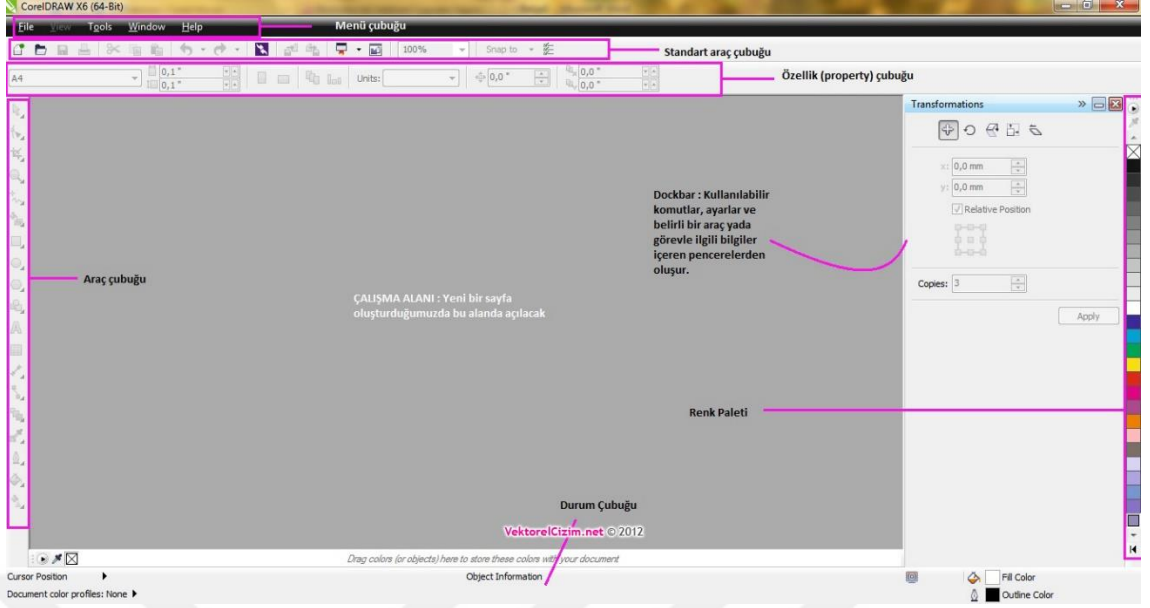 CorelDRAW X6 (64-Bit)
File View Tools Window Help
Menü çubuğu
100%
Snap to
Standart araç çubuğu
A4
0,1 "
0,1 "
Units:
0,0 "
0,0 "
0,0 "
Özellik (property) çubuğu
Transformations
x: 0,0 mm
y: 0,0 mm
Relative Position
Copies: 3
Apply
Dockbar : Kullanılabilir
komutlar, ayarlar ve
belirli bir araç yada
görevle ilgili bilgiler
içeren pencerelerden
oluşur.
Araç çubuğu
ÇALIŞMA ALANI : Yeni bir sayfa
oluşturduğumuzda bu alanda açılacak
Renk Paleti
Durum Çubuğu
VektorelCizim.net © 2012
Drag colors (or objects) here to store these colors with your document
Cursor Position
Object Information
Fill Color
Document color profiles: None
Outline Color